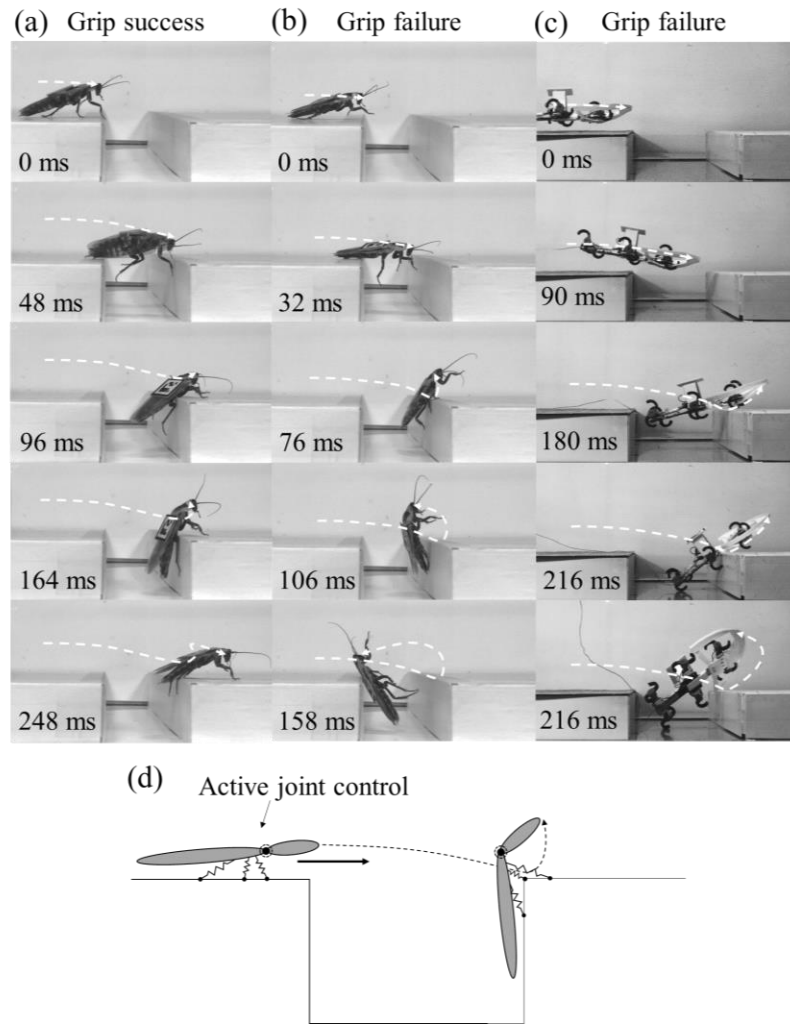 (a) Grip success (b) Grip failure (c) Grip failure
0 ms 0 ms 0 ms
48 ms 32 ms 90 ms
96 ms 76 ms 180 ms
164 ms 106 ms 216 ms
248 ms 158 ms 216 ms
(d)
Active joint control